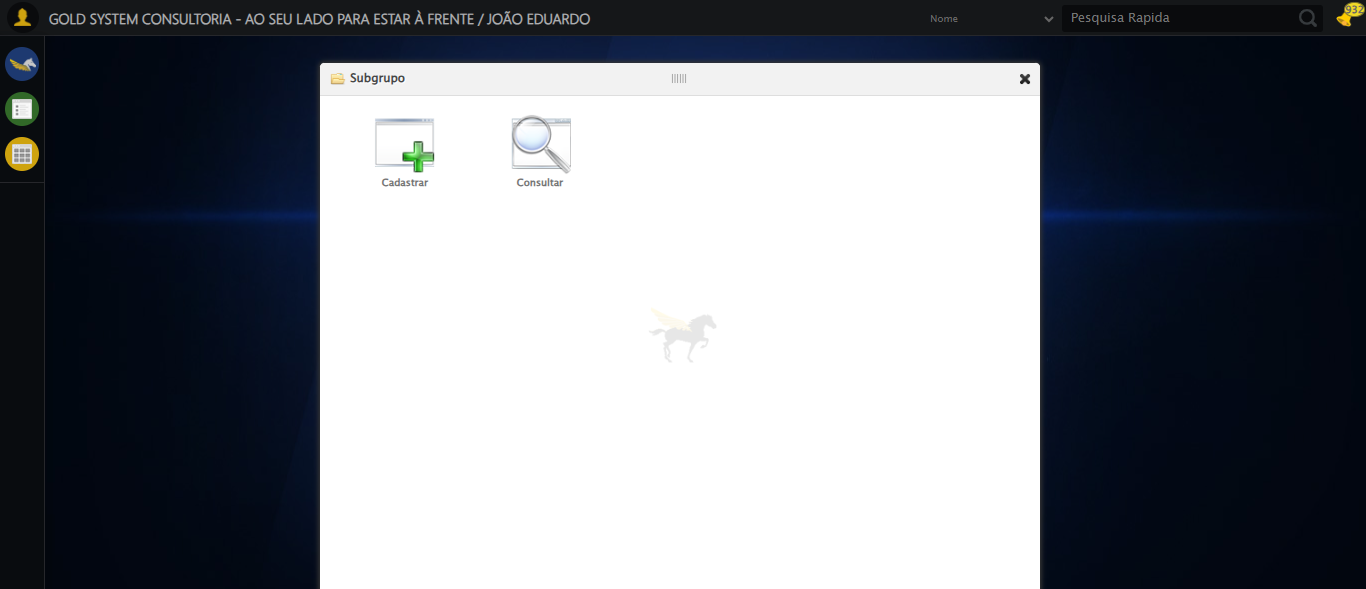 GOLD SYSTEM CONSULTORIA - AO SEU LADO PARA ESTAR À FRENTE / JOÃO EDUARDO
Nome
Pesquisa Rapida
932
Subgrupo
Cadastrar
Consultar